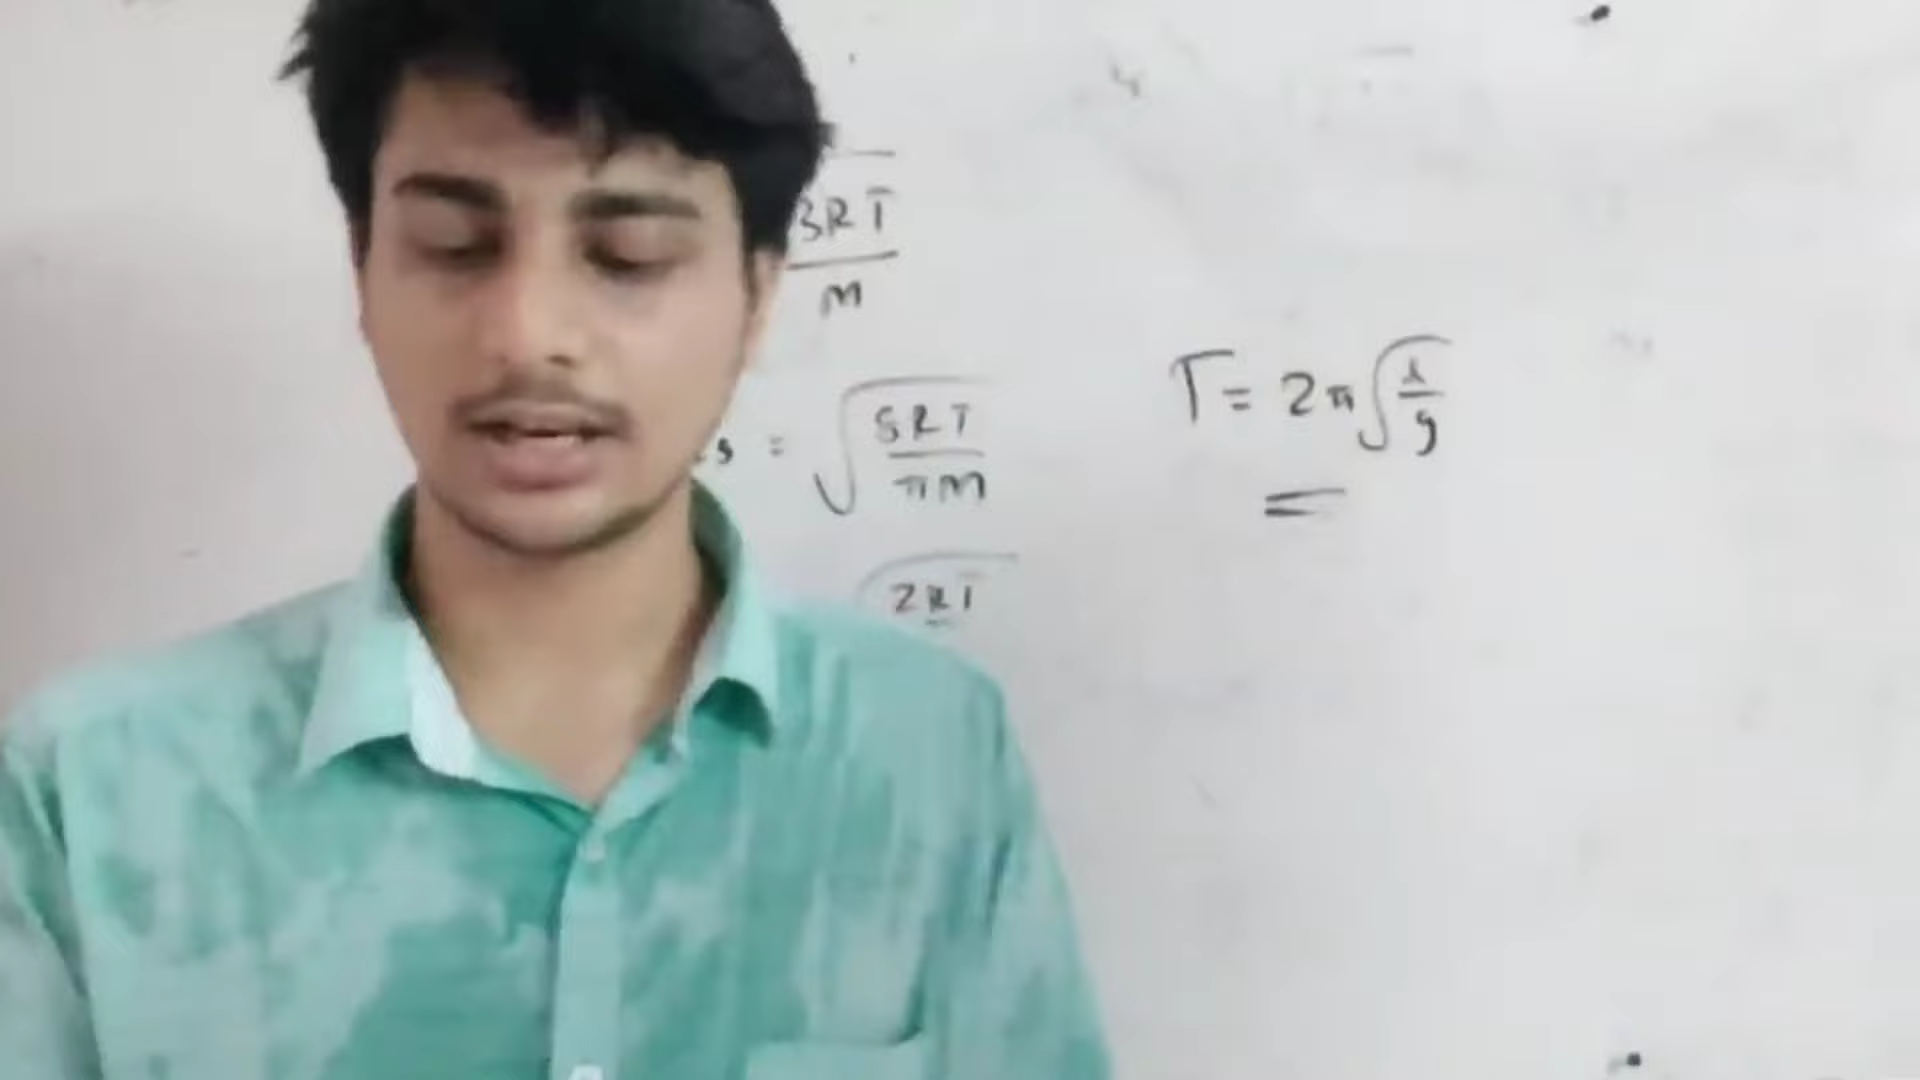 3RT
m
s = √8RT
πm
2RT
T = 2π√l
g